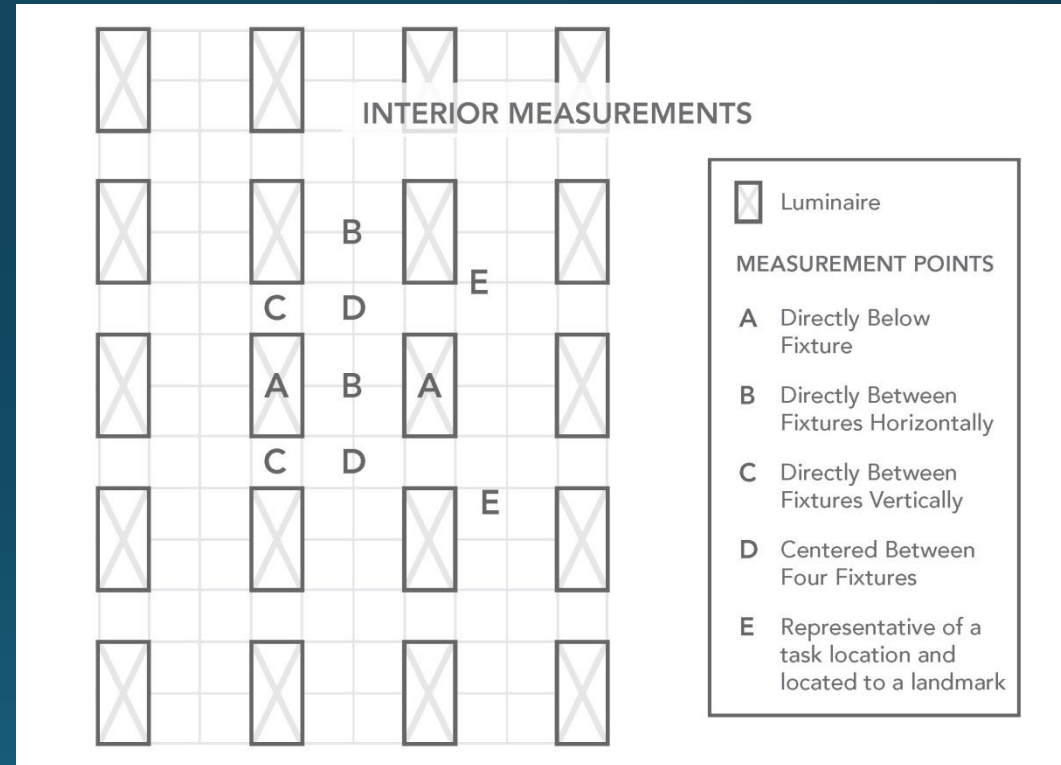 INTERIOR MEASUREMENTS
B
E
C D
A B A
C D
E
Luminaire
MEASUREMENT POINTS
A Directly Below
Fixture
B Directly Between
Fixtures Horizontally
C Directly Between
Fixtures Vertically
D Centered Between
Four Fixtures
E Representative of a
task location and
located to a landmark